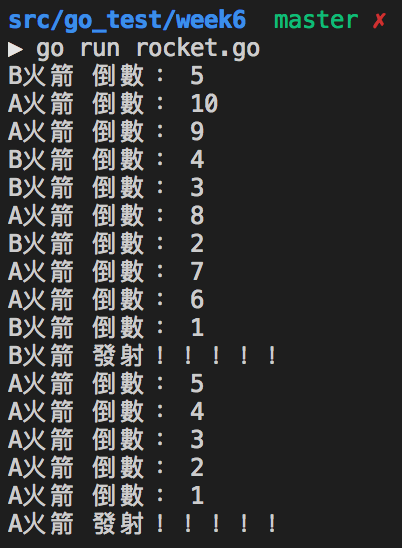 src/go_test/week6 master ✗
▶ go run rocket.go
B火箭 倒數： 5
A火箭 倒數： 10
A火箭 倒數： 9
B火箭 倒數： 4
B火箭 倒數： 3
A火箭 倒數： 8
B火箭 倒數： 2
A火箭 倒數： 7
A火箭 倒數： 6
B火箭 倒數： 1
B火箭 發射！！！！！
A火箭 倒數： 5
A火箭 倒數： 4
A火箭 倒數： 3
A火箭 倒數： 2
A火箭 倒數： 1
A火箭 發射！！！！！